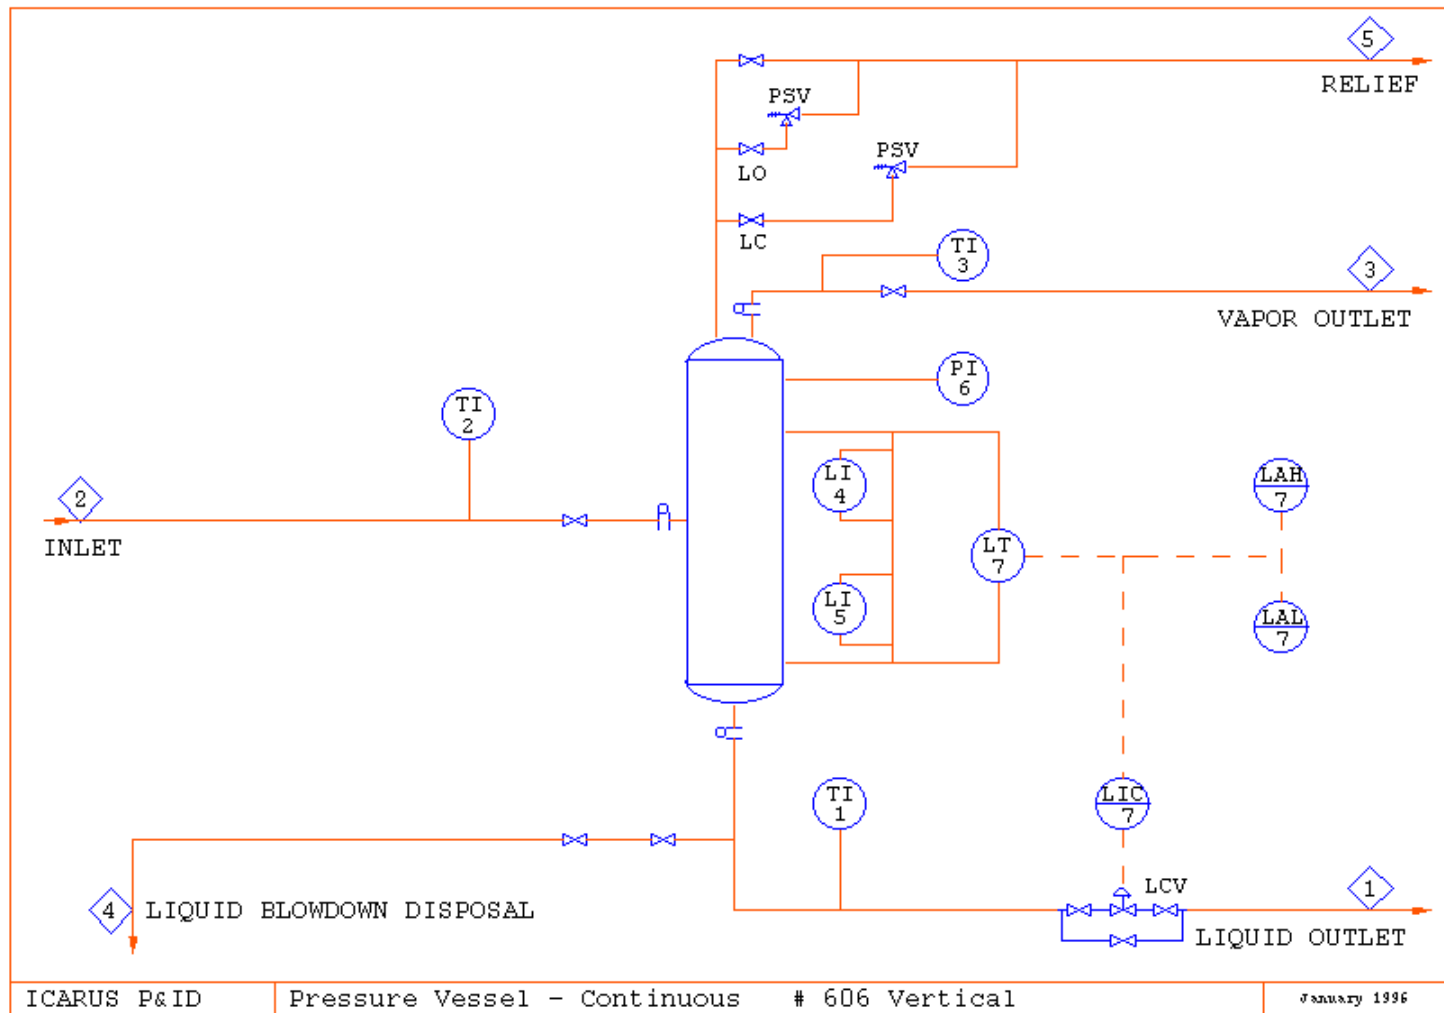 5
RELIEF
PSV
LO
PSV
LC
TI
3
3
VAPOR OUTLET
PI
6
TI
2
2
INLET
LI
4
LT
7
LAH
7
LI
5
LAL
7
TI
1
LIC
7
LCV
1
LIQUID OUTLET
4
LIQUID BLOWDOWN DISPOSAL
ICARUS P&ID
Pressure Vessel - Continuous # 606 Vertical
January 1996